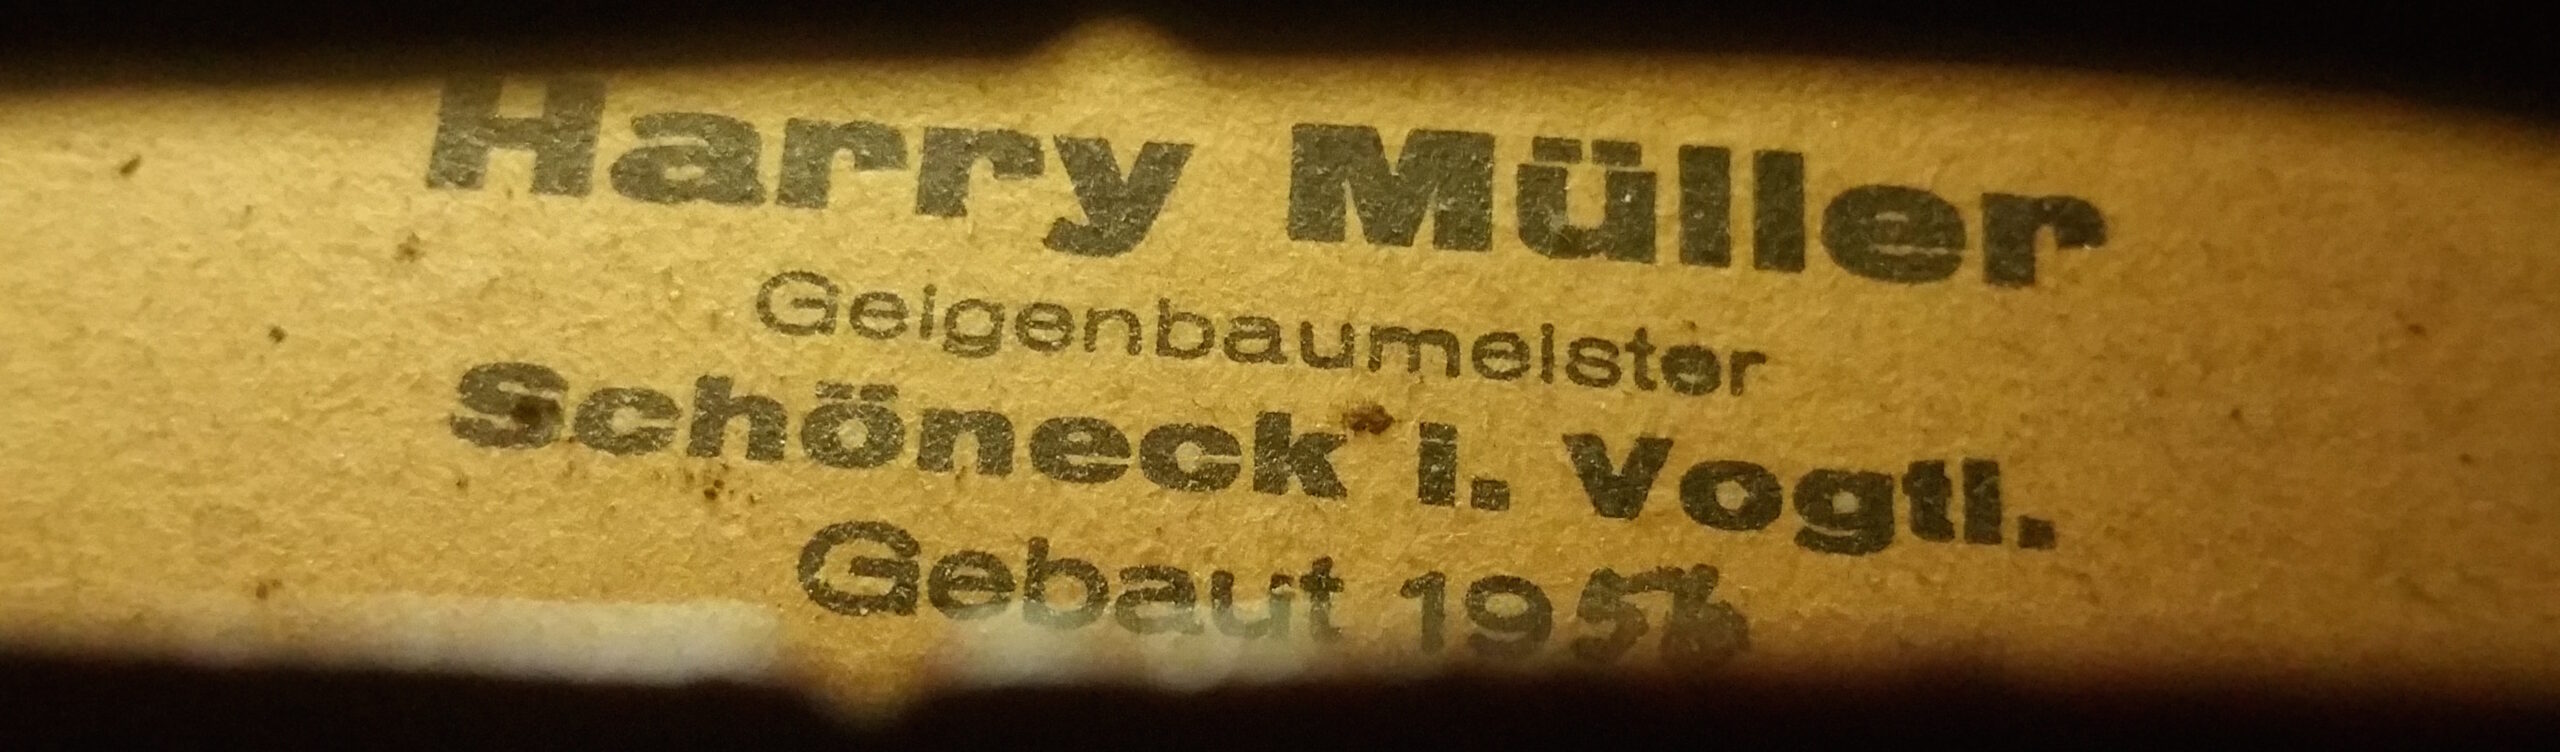 Harry Müller
Geigenbaumeister
Schöneck i. Vogtl.
Gebaut